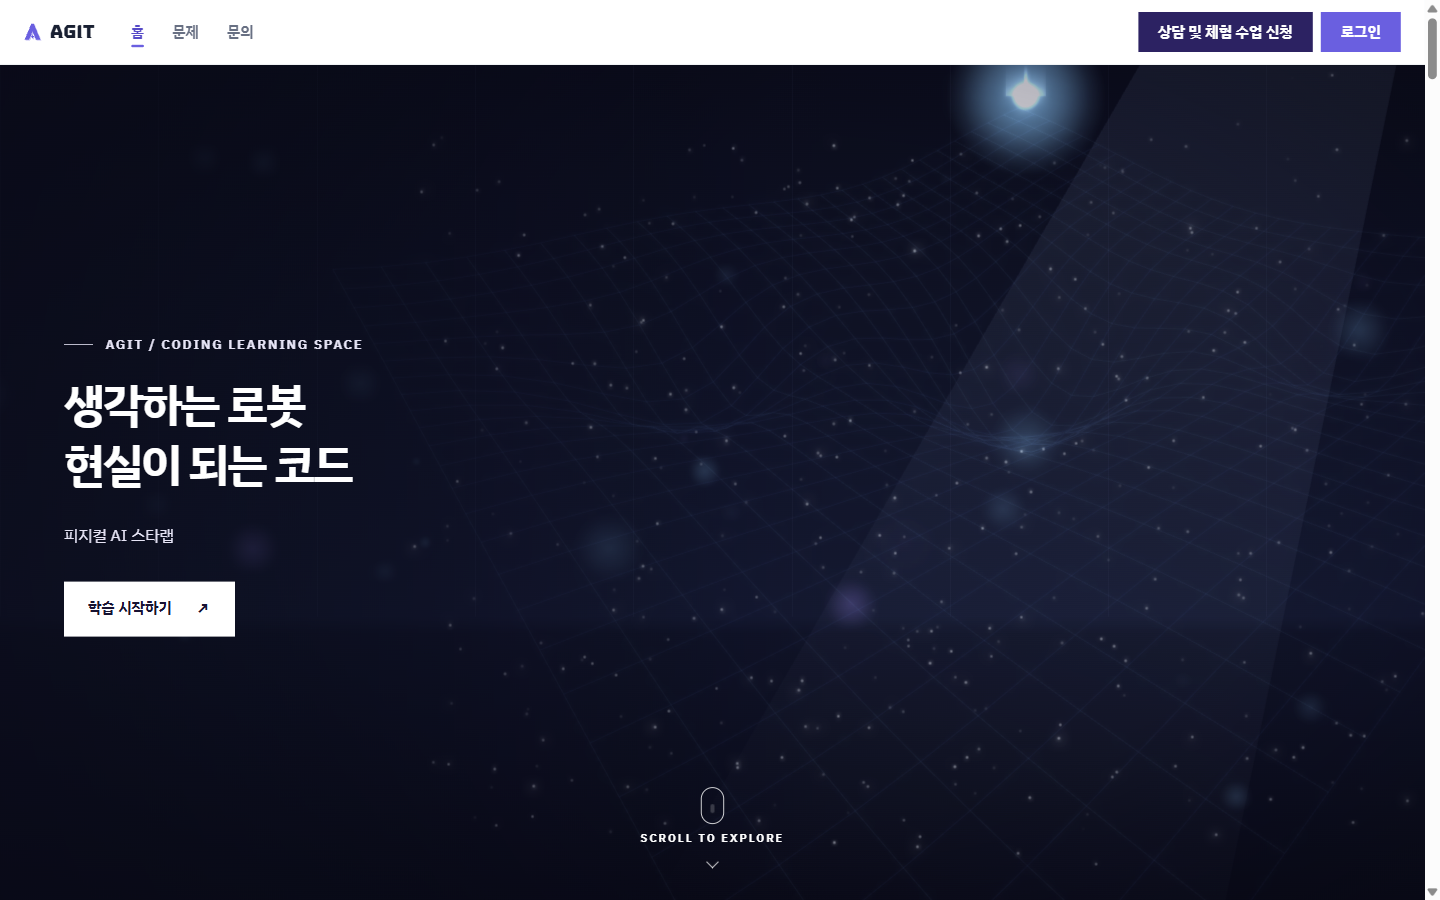 AGIT
홈
문제
문의
상담 및 체험 수업 신청
로그인
AGIT / CODING LEARNING SPACE
생각하는 로봇
현실이 되는 코드
피지컬 AI 스타랩
학습 시작하기
SCROLL TO EXPLORE